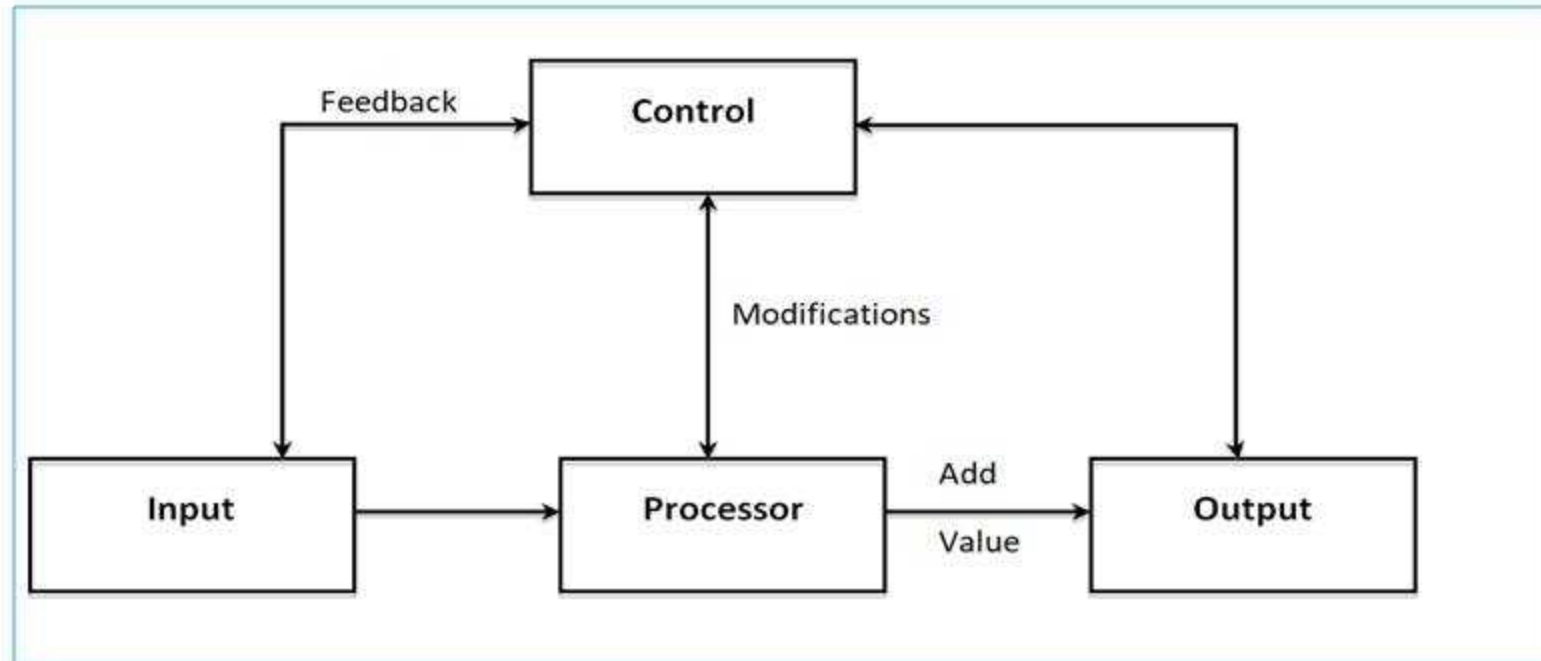 Control
Feedback
Modifications
Input
Processor
Add
Value
Output